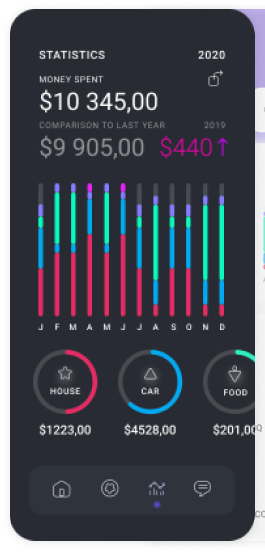 STATISTICS 2020
MONEY SPENT
$10 345,00
COMPARISON TO LAST YEAR 2019
$9 905,00 $440↑
J F M A M J J A S O N D
HOUSE CAR FOOD
$1223,00 $4528,00 $201,00